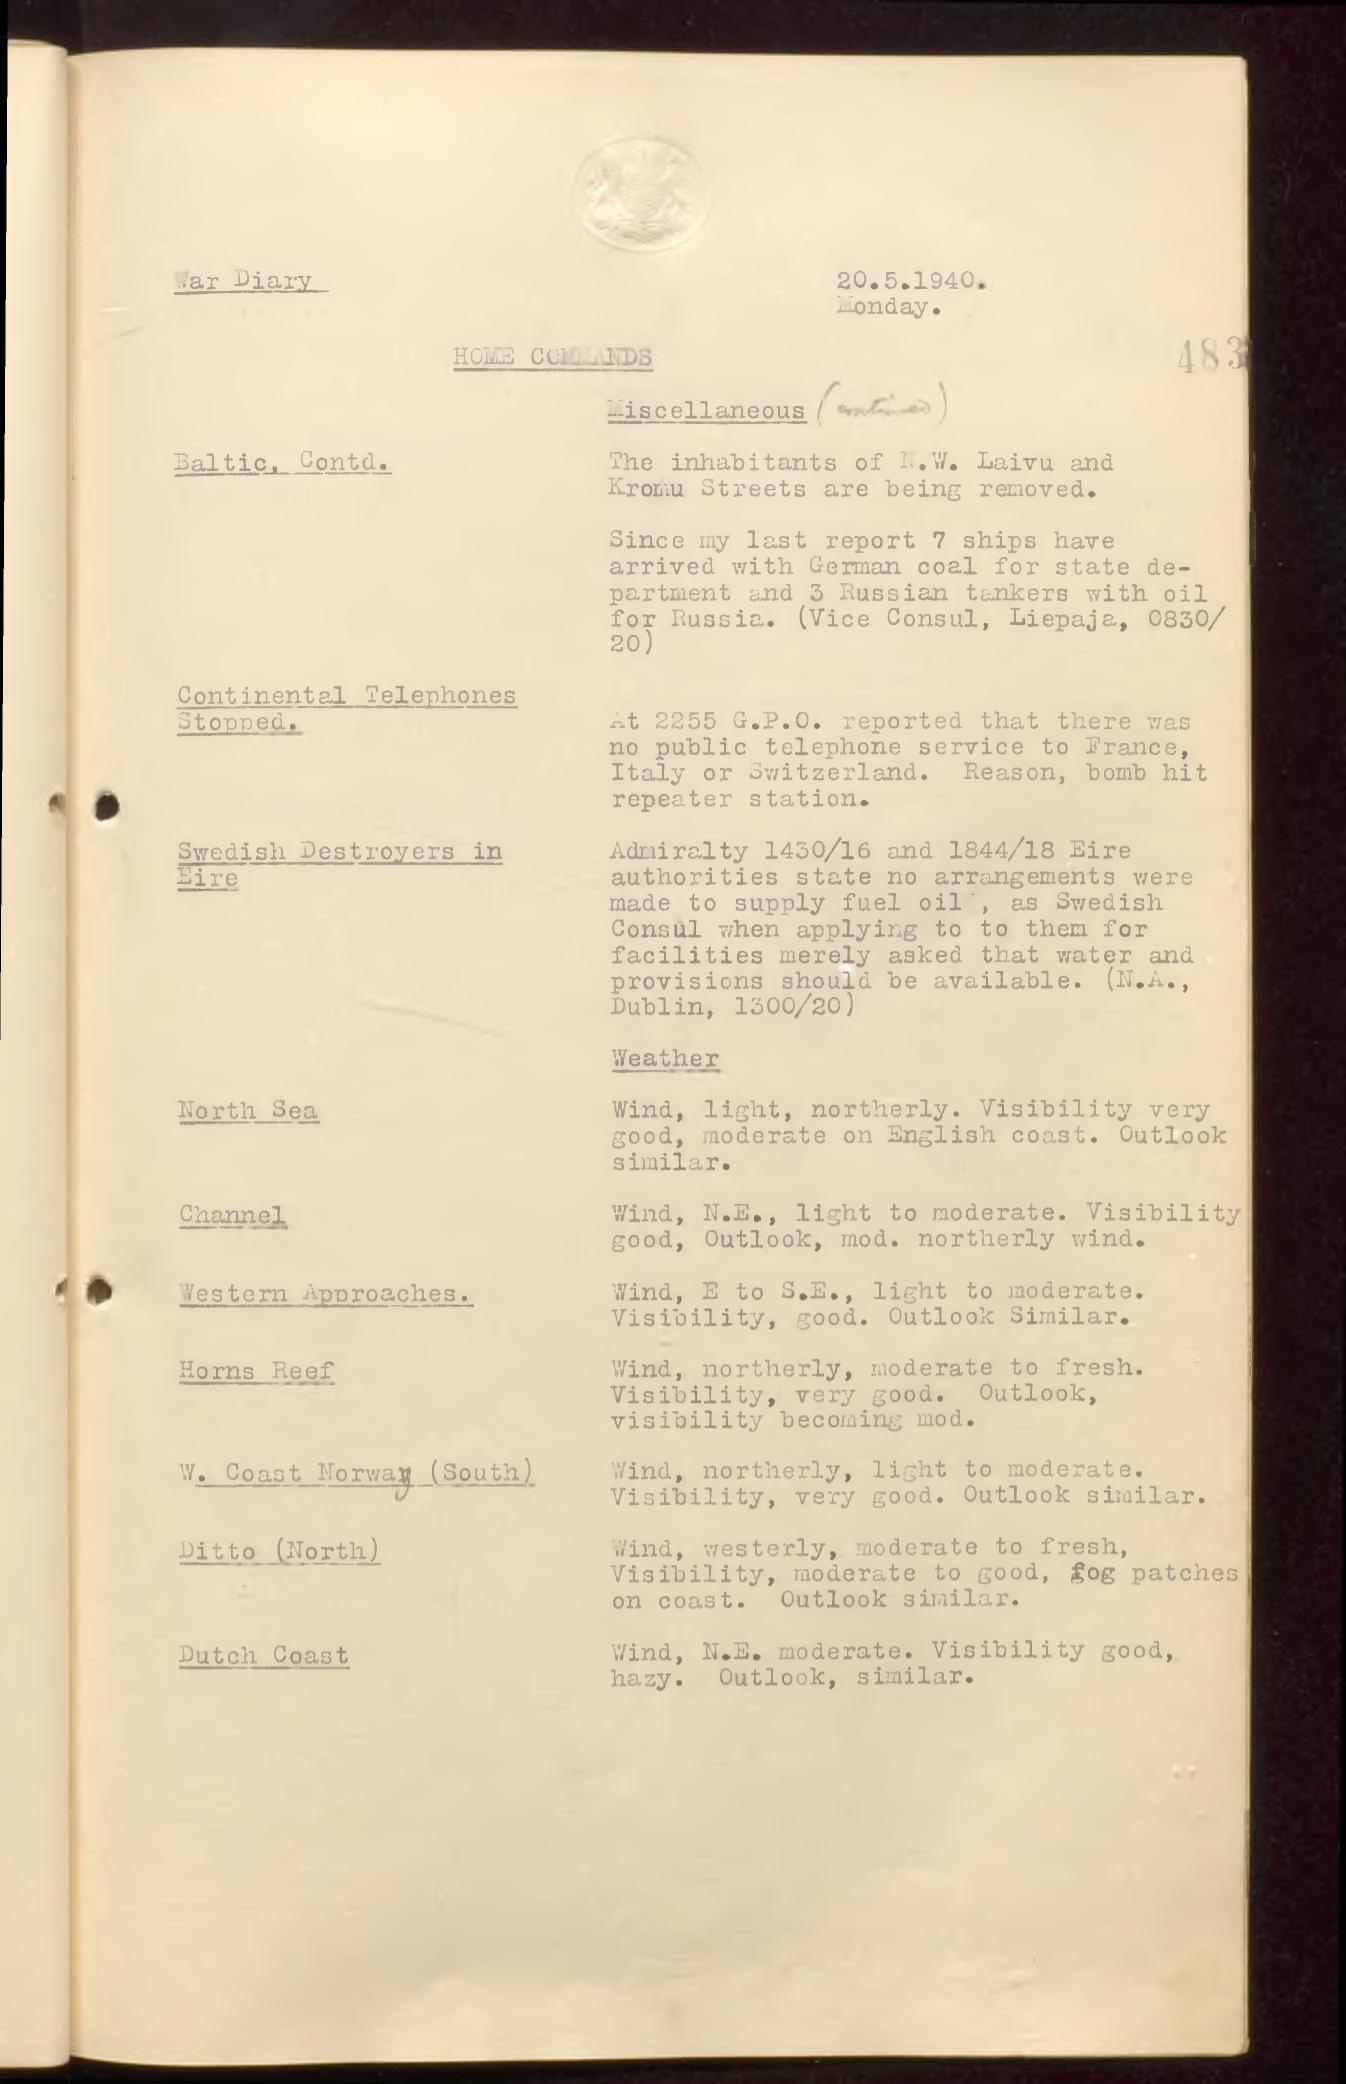 War Diary
20.5.1940.
Monday.
HOME COMMANDS
483
Miscellaneous (continued)
Baltic, Contd.
The inhabitants of N.W. Laivu and
Kromu Streets are being removed.
Since my last report 7 ships have
arrived with German coal for state de-
partment and 3 Russian tankers with oil
for Russia. (Vice Consul, Liepaja, 0830/
20)
Continental Telephones
Stopped.
At 2255 G.P.O. reported that there was
no public telephone service to France,
Italy or Switzerland. Reason, bomb hit
repeater station.
Swedish Destroyers in
Eire
Admiralty 1430/16 and 1844/18 Eire
authorities state no arrangements were
made to supply fuel oil , as Swedish
Consul when applying to to them for
facilities merely asked that water and
provisions should be available. (N.A.,
Dublin, 1300/20)
Weather
North Sea
Wind, light, northerly. Visibility very
good, moderate on English coast. Outlook
similar.
Channel
Wind, N.E., light to moderate. Visibility
good, Outlook, mod. northerly wind.
Western Approaches.
Wind, E to S.E., light to moderate.
Visibility, good. Outlook Similar.
Horns Reef
Wind, northerly, moderate to fresh.
Visibility, very good. Outlook,
visibility becoming mod.
W. Coast Norway (South)
Wind, northerly, light to moderate.
Visibility, very good. Outlook similar.
Ditto (North)
Wind, westerly, moderate to fresh,
Visibility, moderate to good, fog patches
on coast. Outlook similar.
Dutch Coast
Wind, N.E. moderate. Visibility good,
hazy. Outlook, similar.